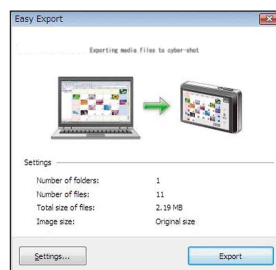 Easy Export
Exporting media files to cyber-shot
Settings
Number of folders: 1
Number of files: 11
Total size of files: 2.19 MB
Image size: Original size
Settings... Export